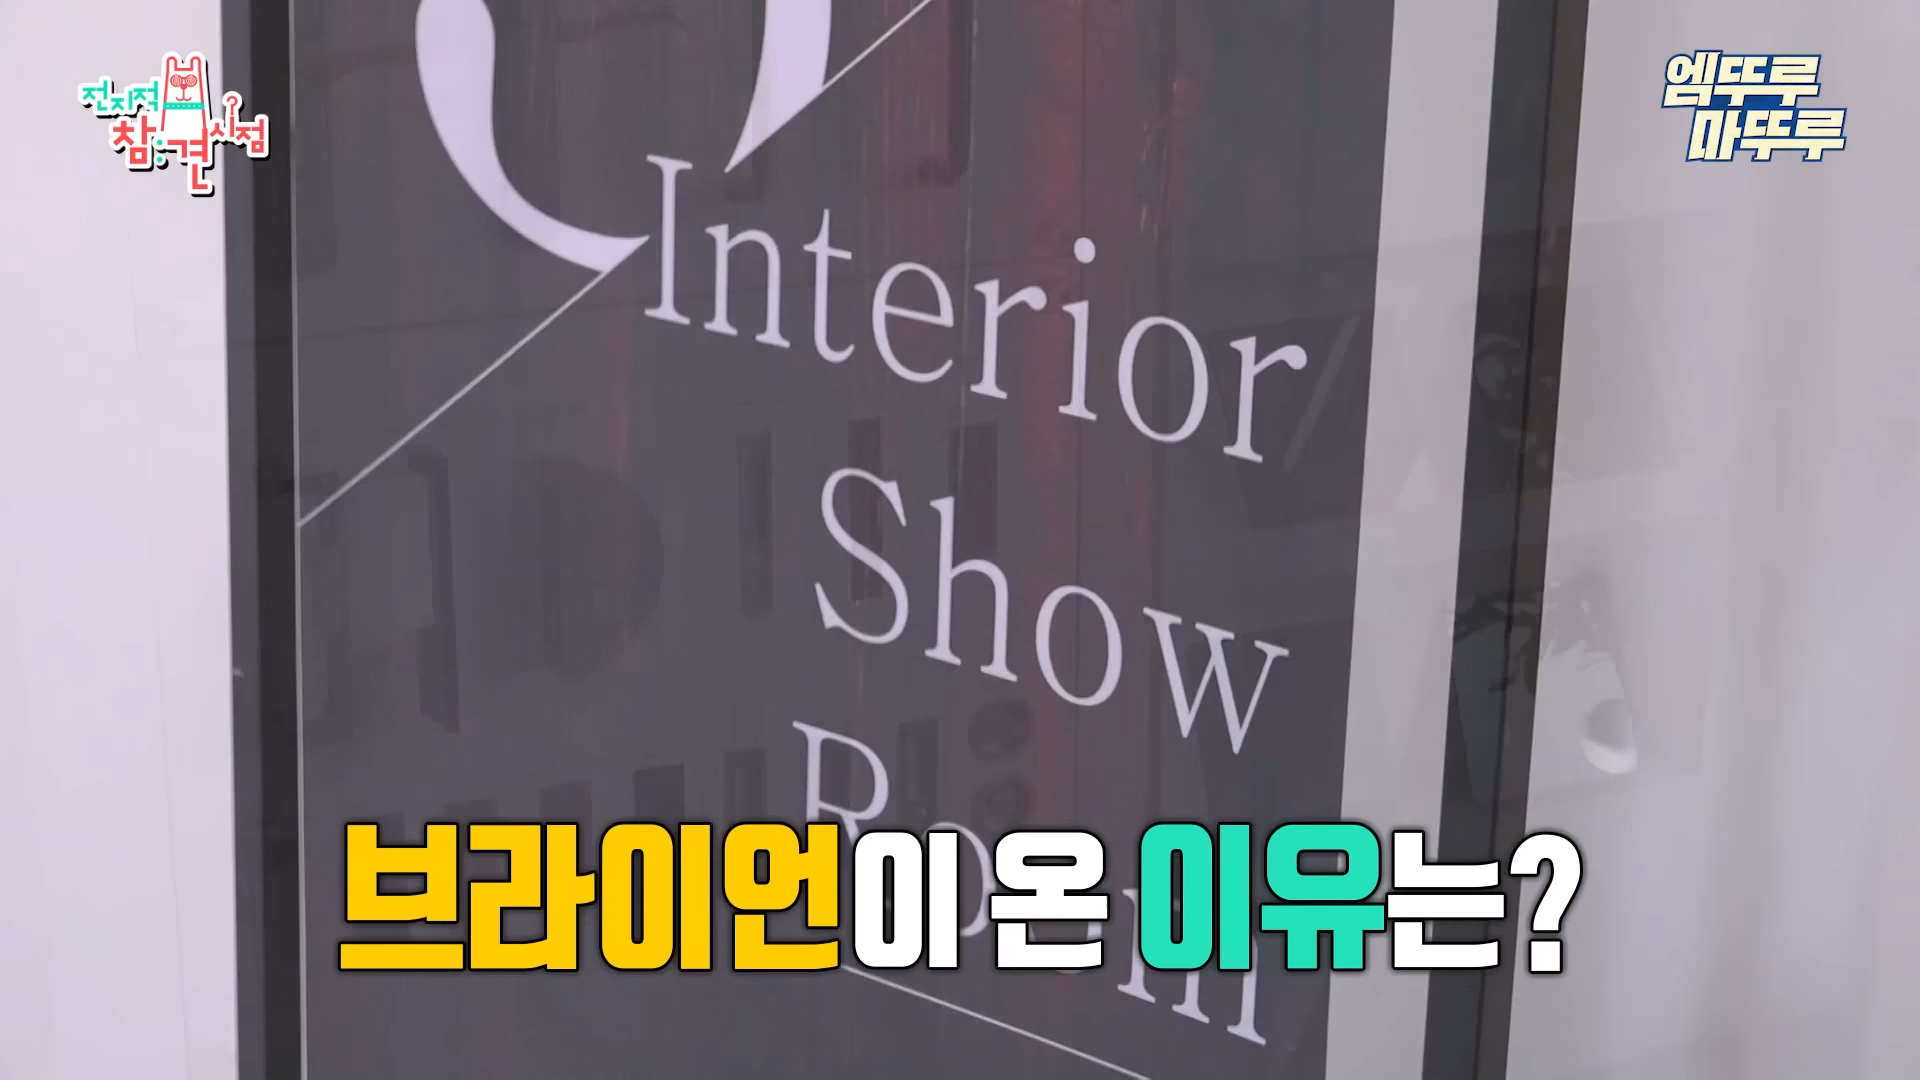 전지적
참견시점
엠뚜루
마뚜루
Interior
Show
Room
브라이언이 온 이유는?